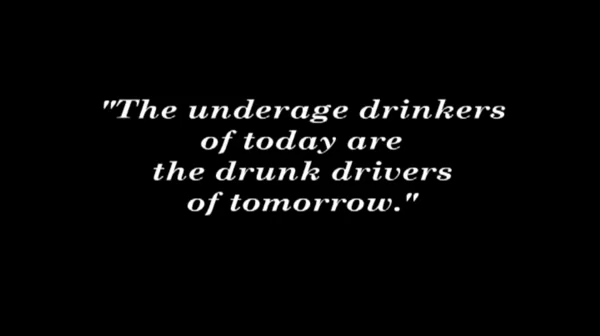 "The underage drinkers
of today are
the drunk drivers
of tomorrow."